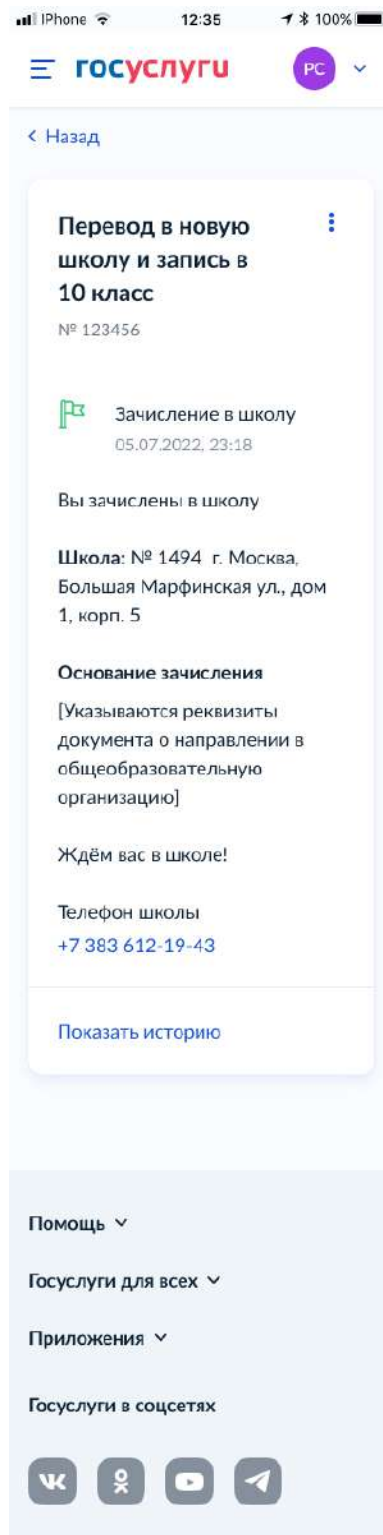 iPhone 12:35 100%
госуслуги РС
Назад
Перевод в новую
школу и запись в
10 класс
№ 123456
Зачисление в школу
05.07.2022, 23:18
Вы зачислены в школу
Школа: № 1494 г. Москва,
Большая Марфинская ул., дом
1, корп. 5
Основание зачисления
[Указываются реквизиты
документа о направлении в
общеобразовательную
организацию]
Ждём вас в школе!
Телефон школы
+7 383 612-19-43
Показать историю
Помощь
Госуслуги для всех
Приложения
Госуслуги в соцсетях